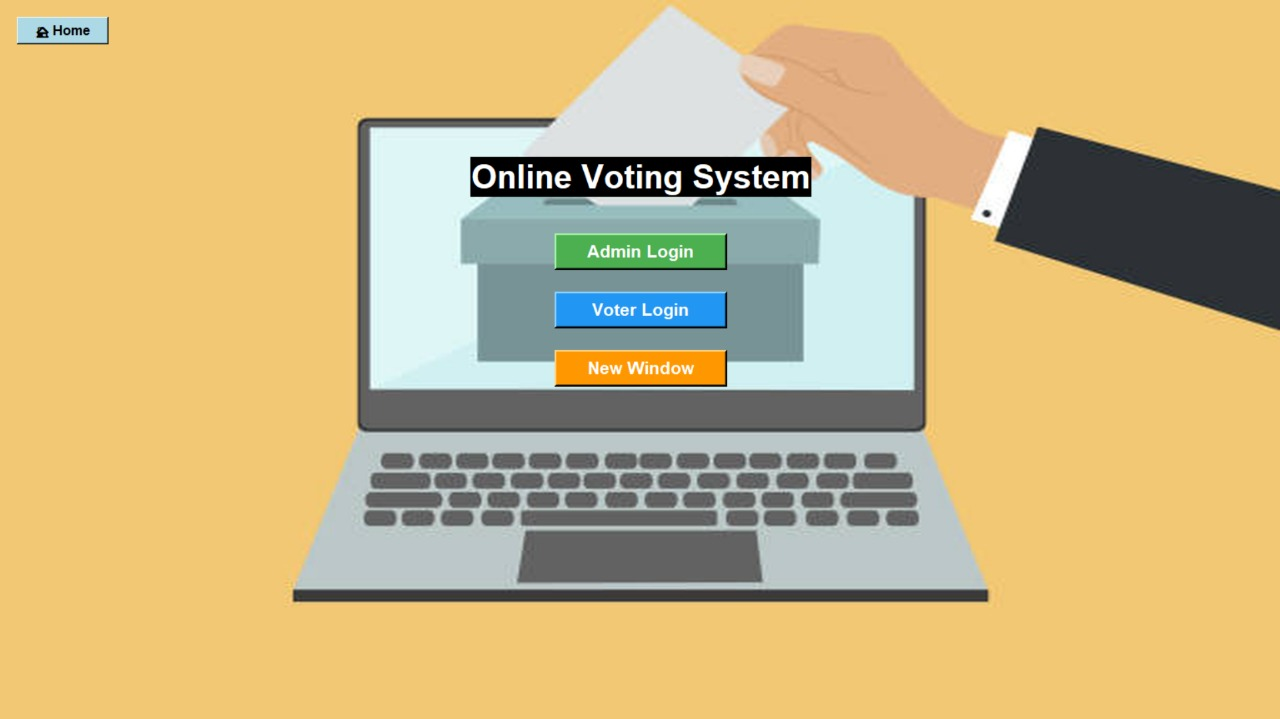 Home
Online Voting System
Admin Login
Voter Login
New Window